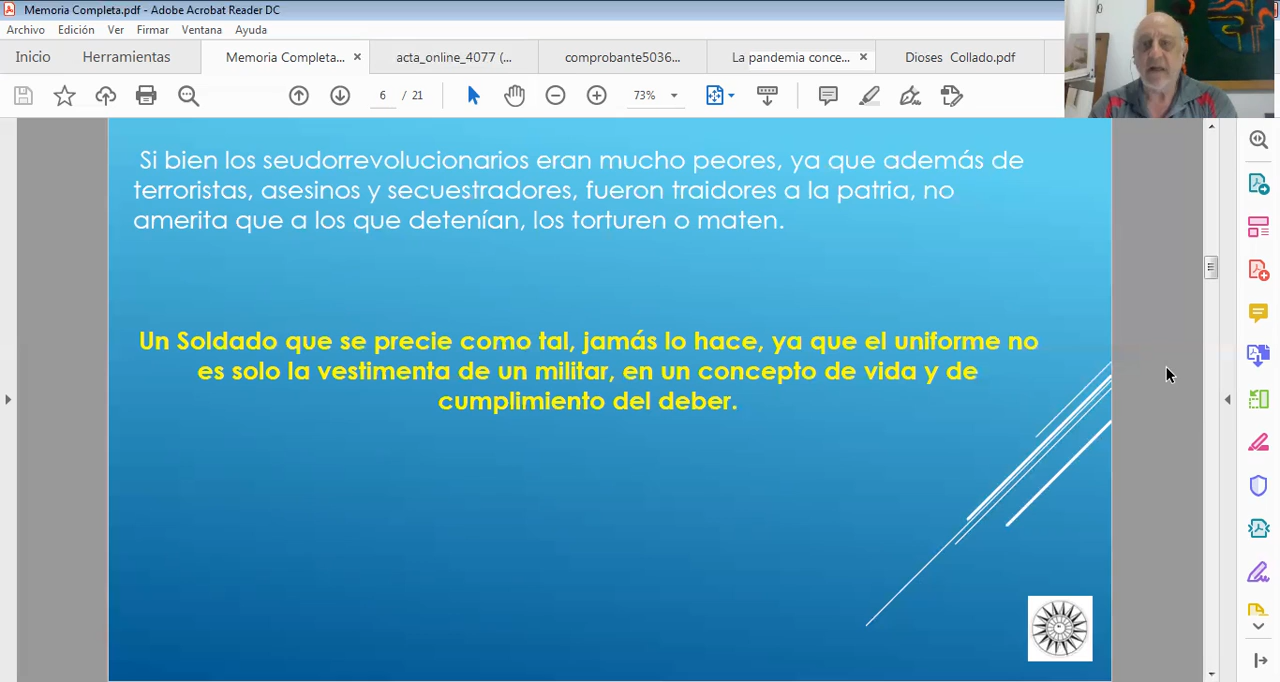 Memoria Completa.pdf - Adobe Acrobat Reader DC
Archivo Edición Ver Firmar Ventana Ayuda
Inicio Herramientas Memoria Completa... × acta_online_4077 (... comprobante5036... La pandemia conce... × Dioses Collado.pdf
6 / 21 73%
Si bien los seudorrevolucionarios eran mucho peores, ya que además de
terroristas, asesinos y secuestradores, fueron traidores a la patria, no
amerita que a los que detenían, los torturen o maten.
Un Soldado que se precie como tal, jamás lo hace, ya que el uniforme no
es solo la vestimenta de un militar, en un concepto de vida y de
cumplimiento del deber.